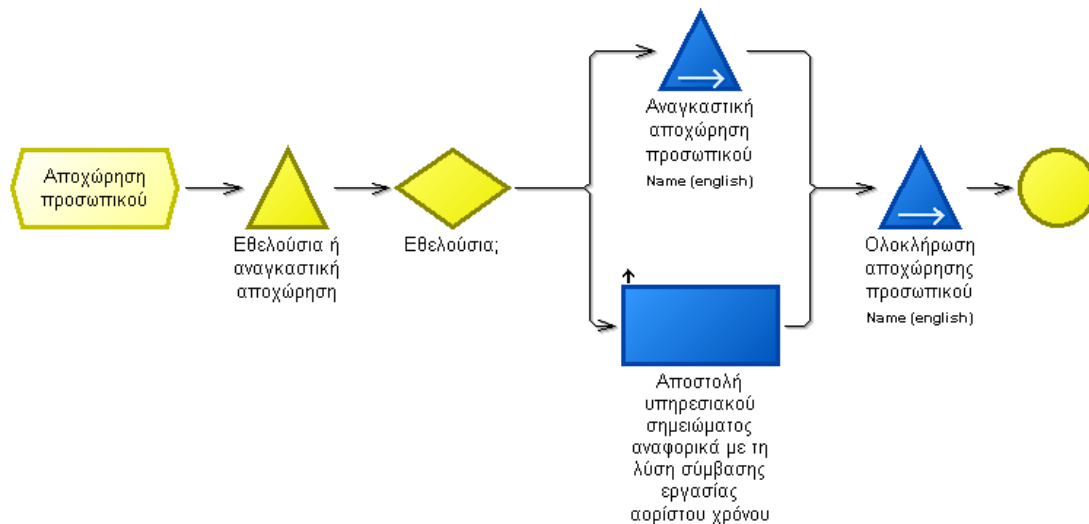 Αποχώρηση
προσωπικού
Εθελούσια ή
αναγκαστική
αποχώρηση
Εθελούσια;
Αναγκαστική
αποχώρηση
προσωπικού
Name (english)
Αποστολή
υπηρεσιακού
σημειώματος
αναφορικά με τη
λύση σύμβασης
εργασίας
αορίστου χρόνου
Ολοκλήρωση
αποχώρησης
προσωπικού
Name (english)